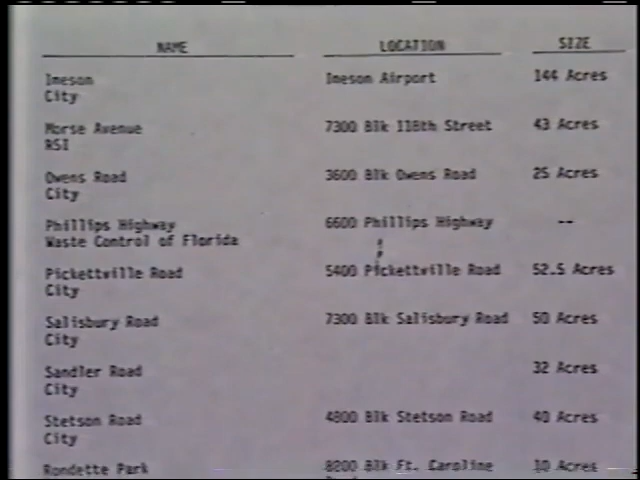 NAME LOCATION SIZE
Imeson Imeson Airport 144 Acres
City
Morse Avenue 7300 Blk 118th Street 43 Acres
RSI
Owens Road 3600 Blk Owens Road 25 Acres
City
Phillips Highway 6600 Phillips Highway --
Waste Control of Florida
Pickettville Road 5400 Pickettville Road 52.5 Acres
City
Salisbury Road 7300 Blk Salisbury Road 50 Acres
City
Sandler Road 32 Acres
City
Stetson Road 4800 Blk Stetson Road 40 Acres
City
Rondette Park 8200 Blk Ft. Caroline 10 Acres